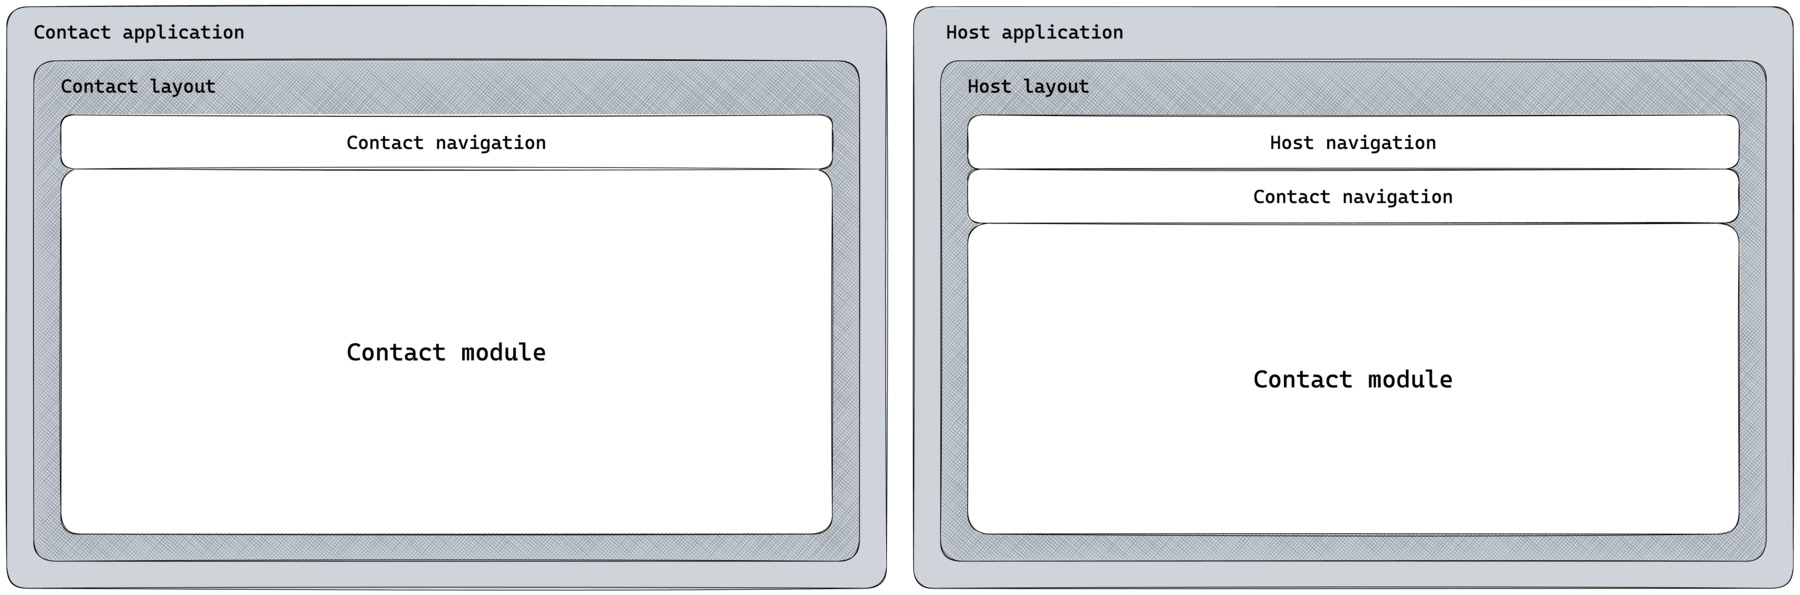 Contact application
Contact layout
Contact navigation
Contact module
Host application
Host layout
Host navigation
Contact navigation
Contact module